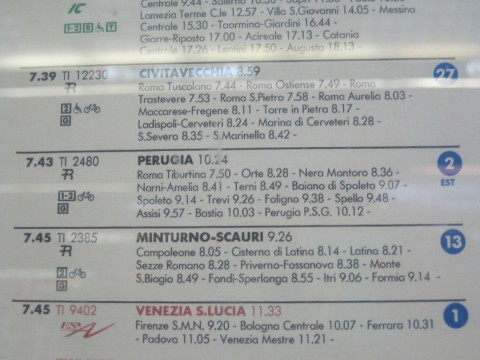 Centrale 9.44 - Salerno 10.30 - Sapri
Lamezia Terme C.le 12.57 - Villa S.Giovanni 14.05 - Messina
IC
1-2 R
Centrale 15.30 - Taormina-Giardini 16.44 -
Giarre-Riposto 17.00 - Acireale 17.13 - Catania
Centrale 17.26 - Lentini 17.50 - Augusta 18.13 -
7.39 TI 12230 CIVITAVECCHIA 8.59 27
R
Roma Tuscolana 7.44 - Roma Ostiense 7.49 - Roma
2 Trastevere 7.53 - Roma S.Pietro 7.58 - Roma Aurelia 8.03 -
G Maccarese-Fregene 8.11 - Torre in Pietra 8.17 -
Ladispoli-Cerveteri 8.24 - Marina di Cerveteri 8.28 -
S.Severa 8.35 - S.Marinella 8.42 -
7.43 TI 2480 PERUGIA 10.24 2
R
Roma Tiburtina 7.50 - Orte 8.28 - Nera Montoro 8.36 - EST
1-2 Narni-Amelia 8.41 - Terni 8.49 - Baiano di Spoleto 9.07 -
G Spoleto 9.14 - Trevi 9.26 - Foligno 9.38 - Spello 9.48 -
Assisi 9.57 - Bastia 10.03 - Perugia P.S.G. 10.12 -
7.45 TI 2385 MINTURNO-SCAURI 9.26 13
R
Campoleone 8.05 - Cisterna di Latina 8.14 - Latina 8.21 -
2 Sezze Romano 8.28 - Priverno-Fossanova 8.38 - Monte
G S.Biagio 8.49 - Fondi-Sperlonga 8.55 - Itri 9.06 - Formia 9.14 -
7.45 TI 9402 VENEZIA S.LUCIA 11.33 1
ES AV
Firenze S.M.N. 9.20 - Bologna Centrale 10.07 - Ferrara 10.31
- Padova 11.05 - Venezia Mestre 11.21 -